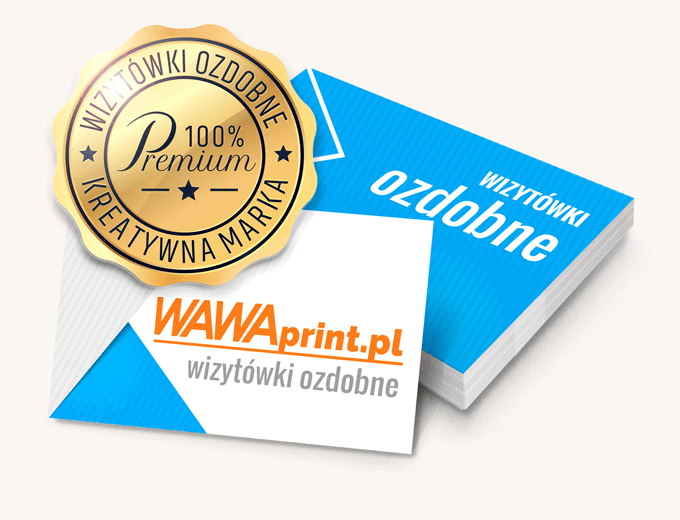 WIZYTÓWKI OZDOBNE
100%
Premium
KREATYWNA MARKA
WIZYTÓWKI
ozdobne
WAWAprint.pl
wizytówki ozdobne